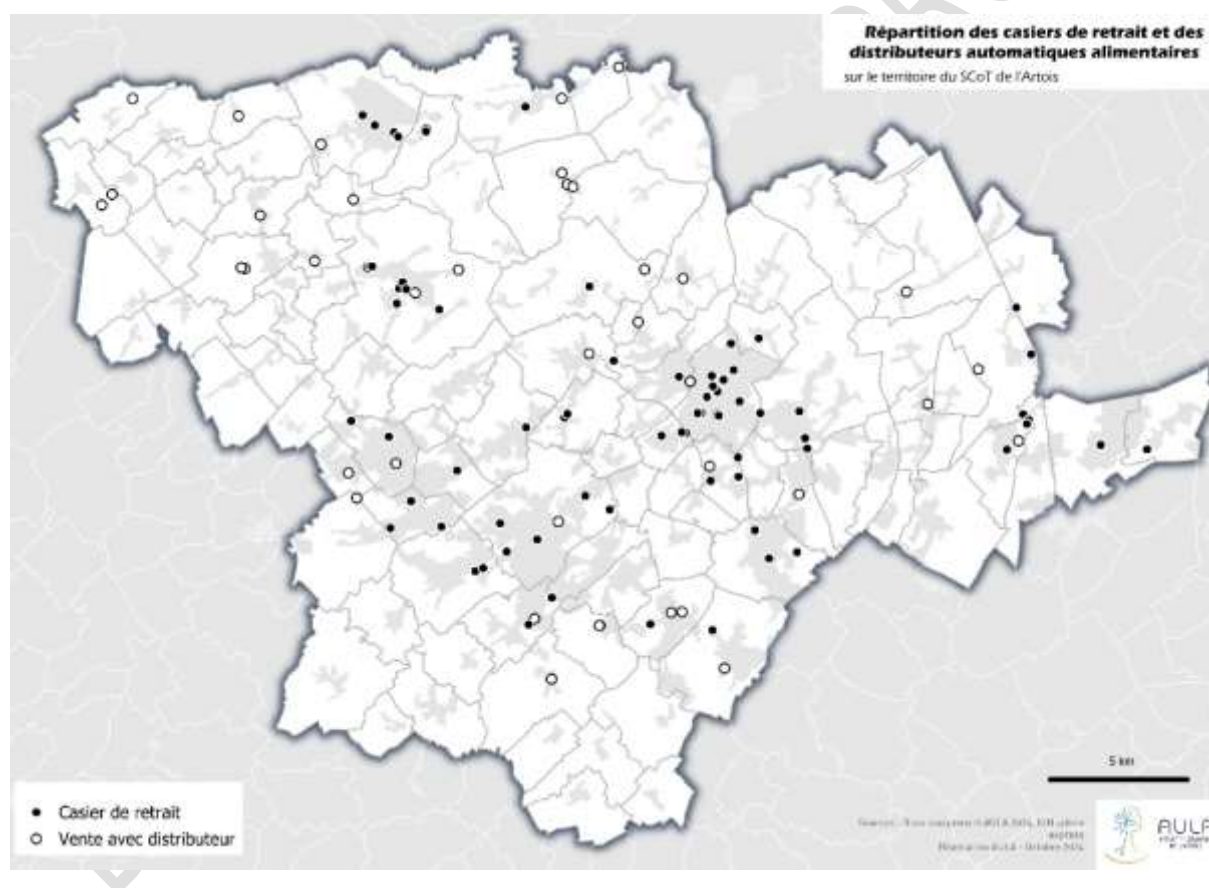 Répartition des casiers de retrait et des
distributeurs automatiques alimentaires
sur le territoire du SCoT de l'Artois
5 km
Casier de retrait
Vente avec distributeur
AULA